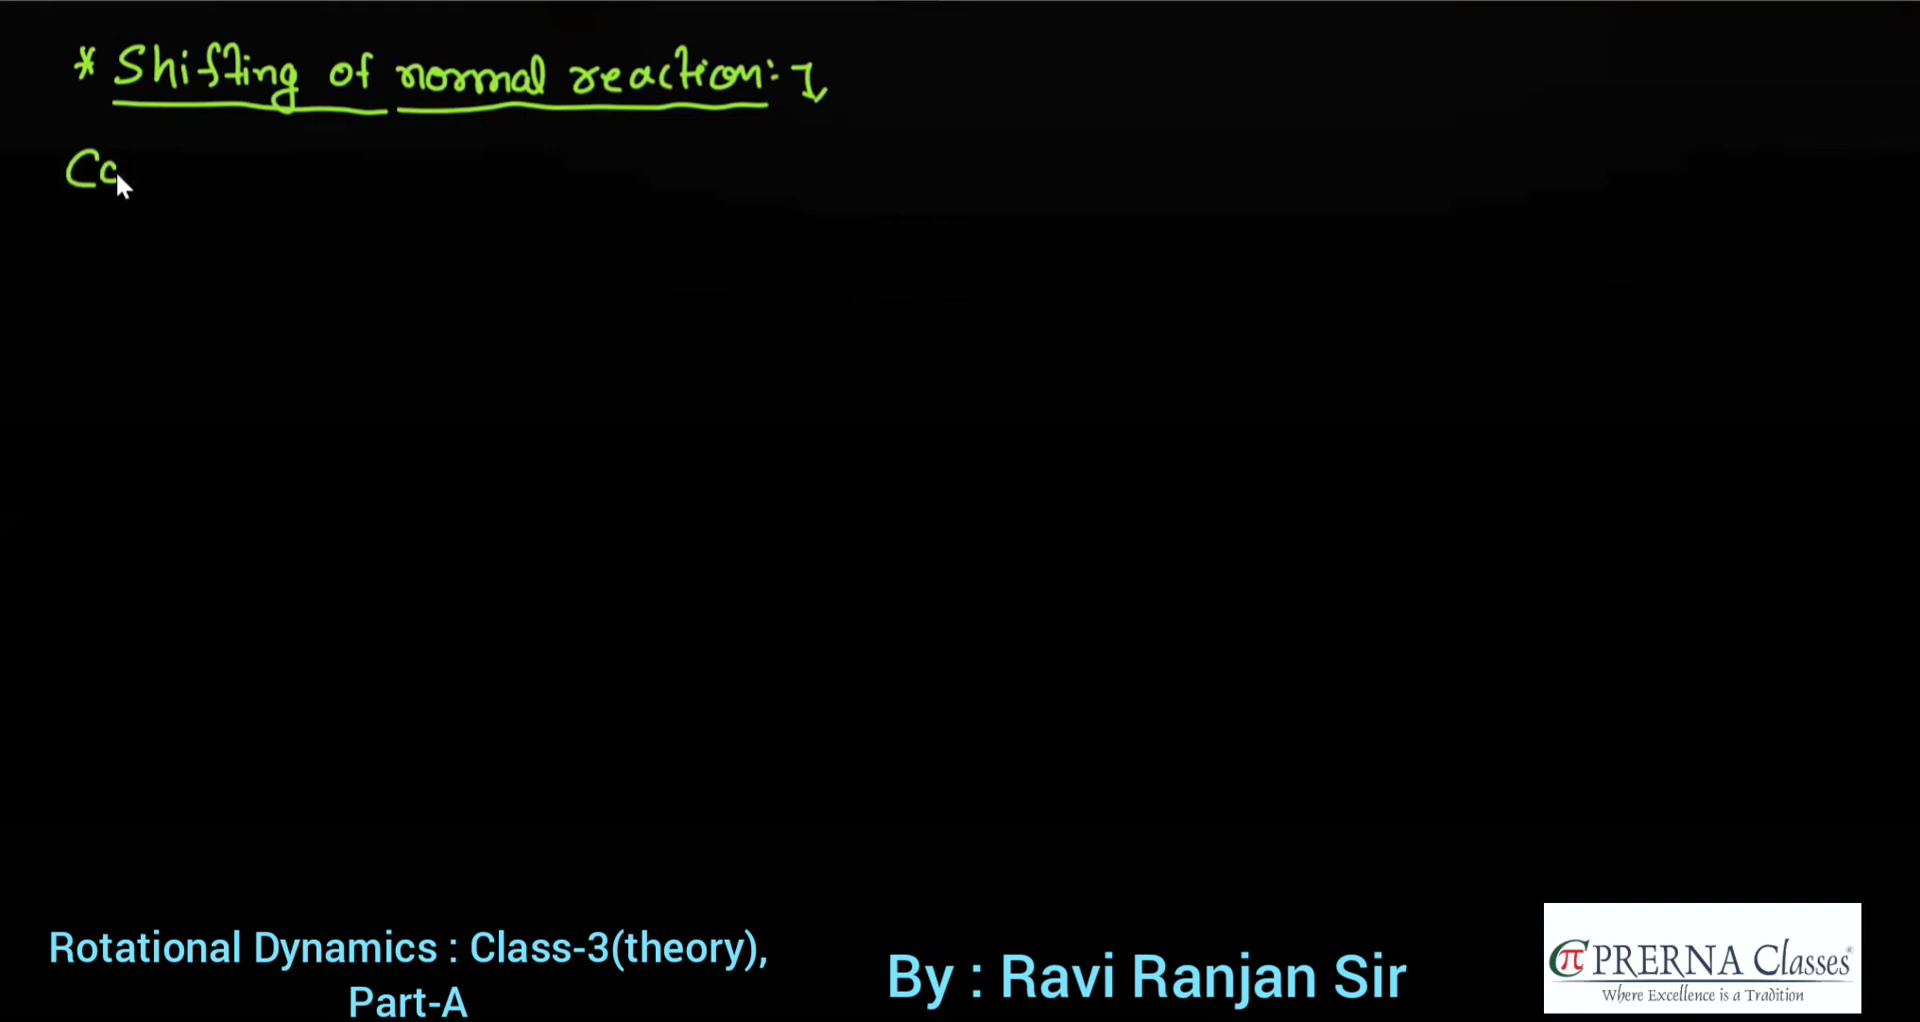 * Shifting of normal reaction:
Ca
Rotational Dynamics : Class-3(theory),
Part-A
By : Ravi Ranjan Sir
π PRERNA Classes®
Where Excellence is a Tradition